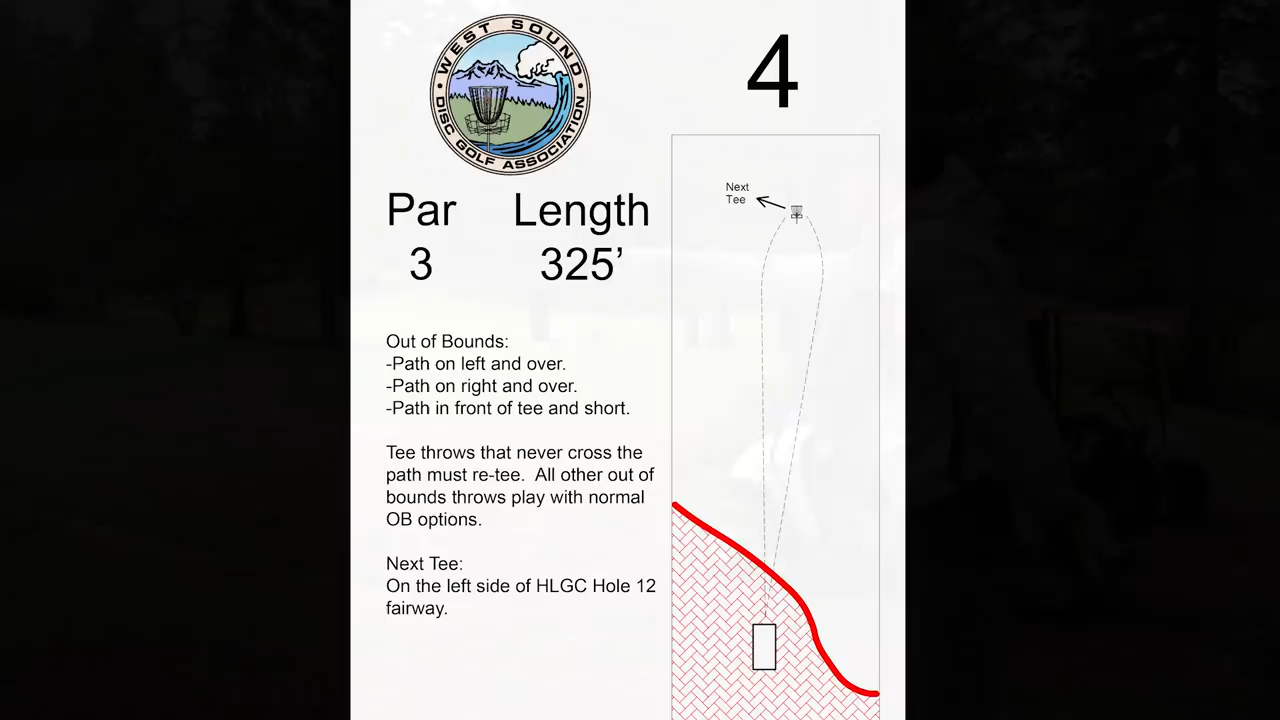 WEST SOUND
DISC GOLF ASSOCIATION
4
Par Length
3 325’
Next
Tee
Out of Bounds:
-Path on left and over.
-Path on right and over.
-Path in front of tee and short.
Tee throws that never cross the
path must re-tee.  All other out of
bounds throws play with normal
OB options.
Next Tee:
On the left side of HLGC Hole 12
fairway.